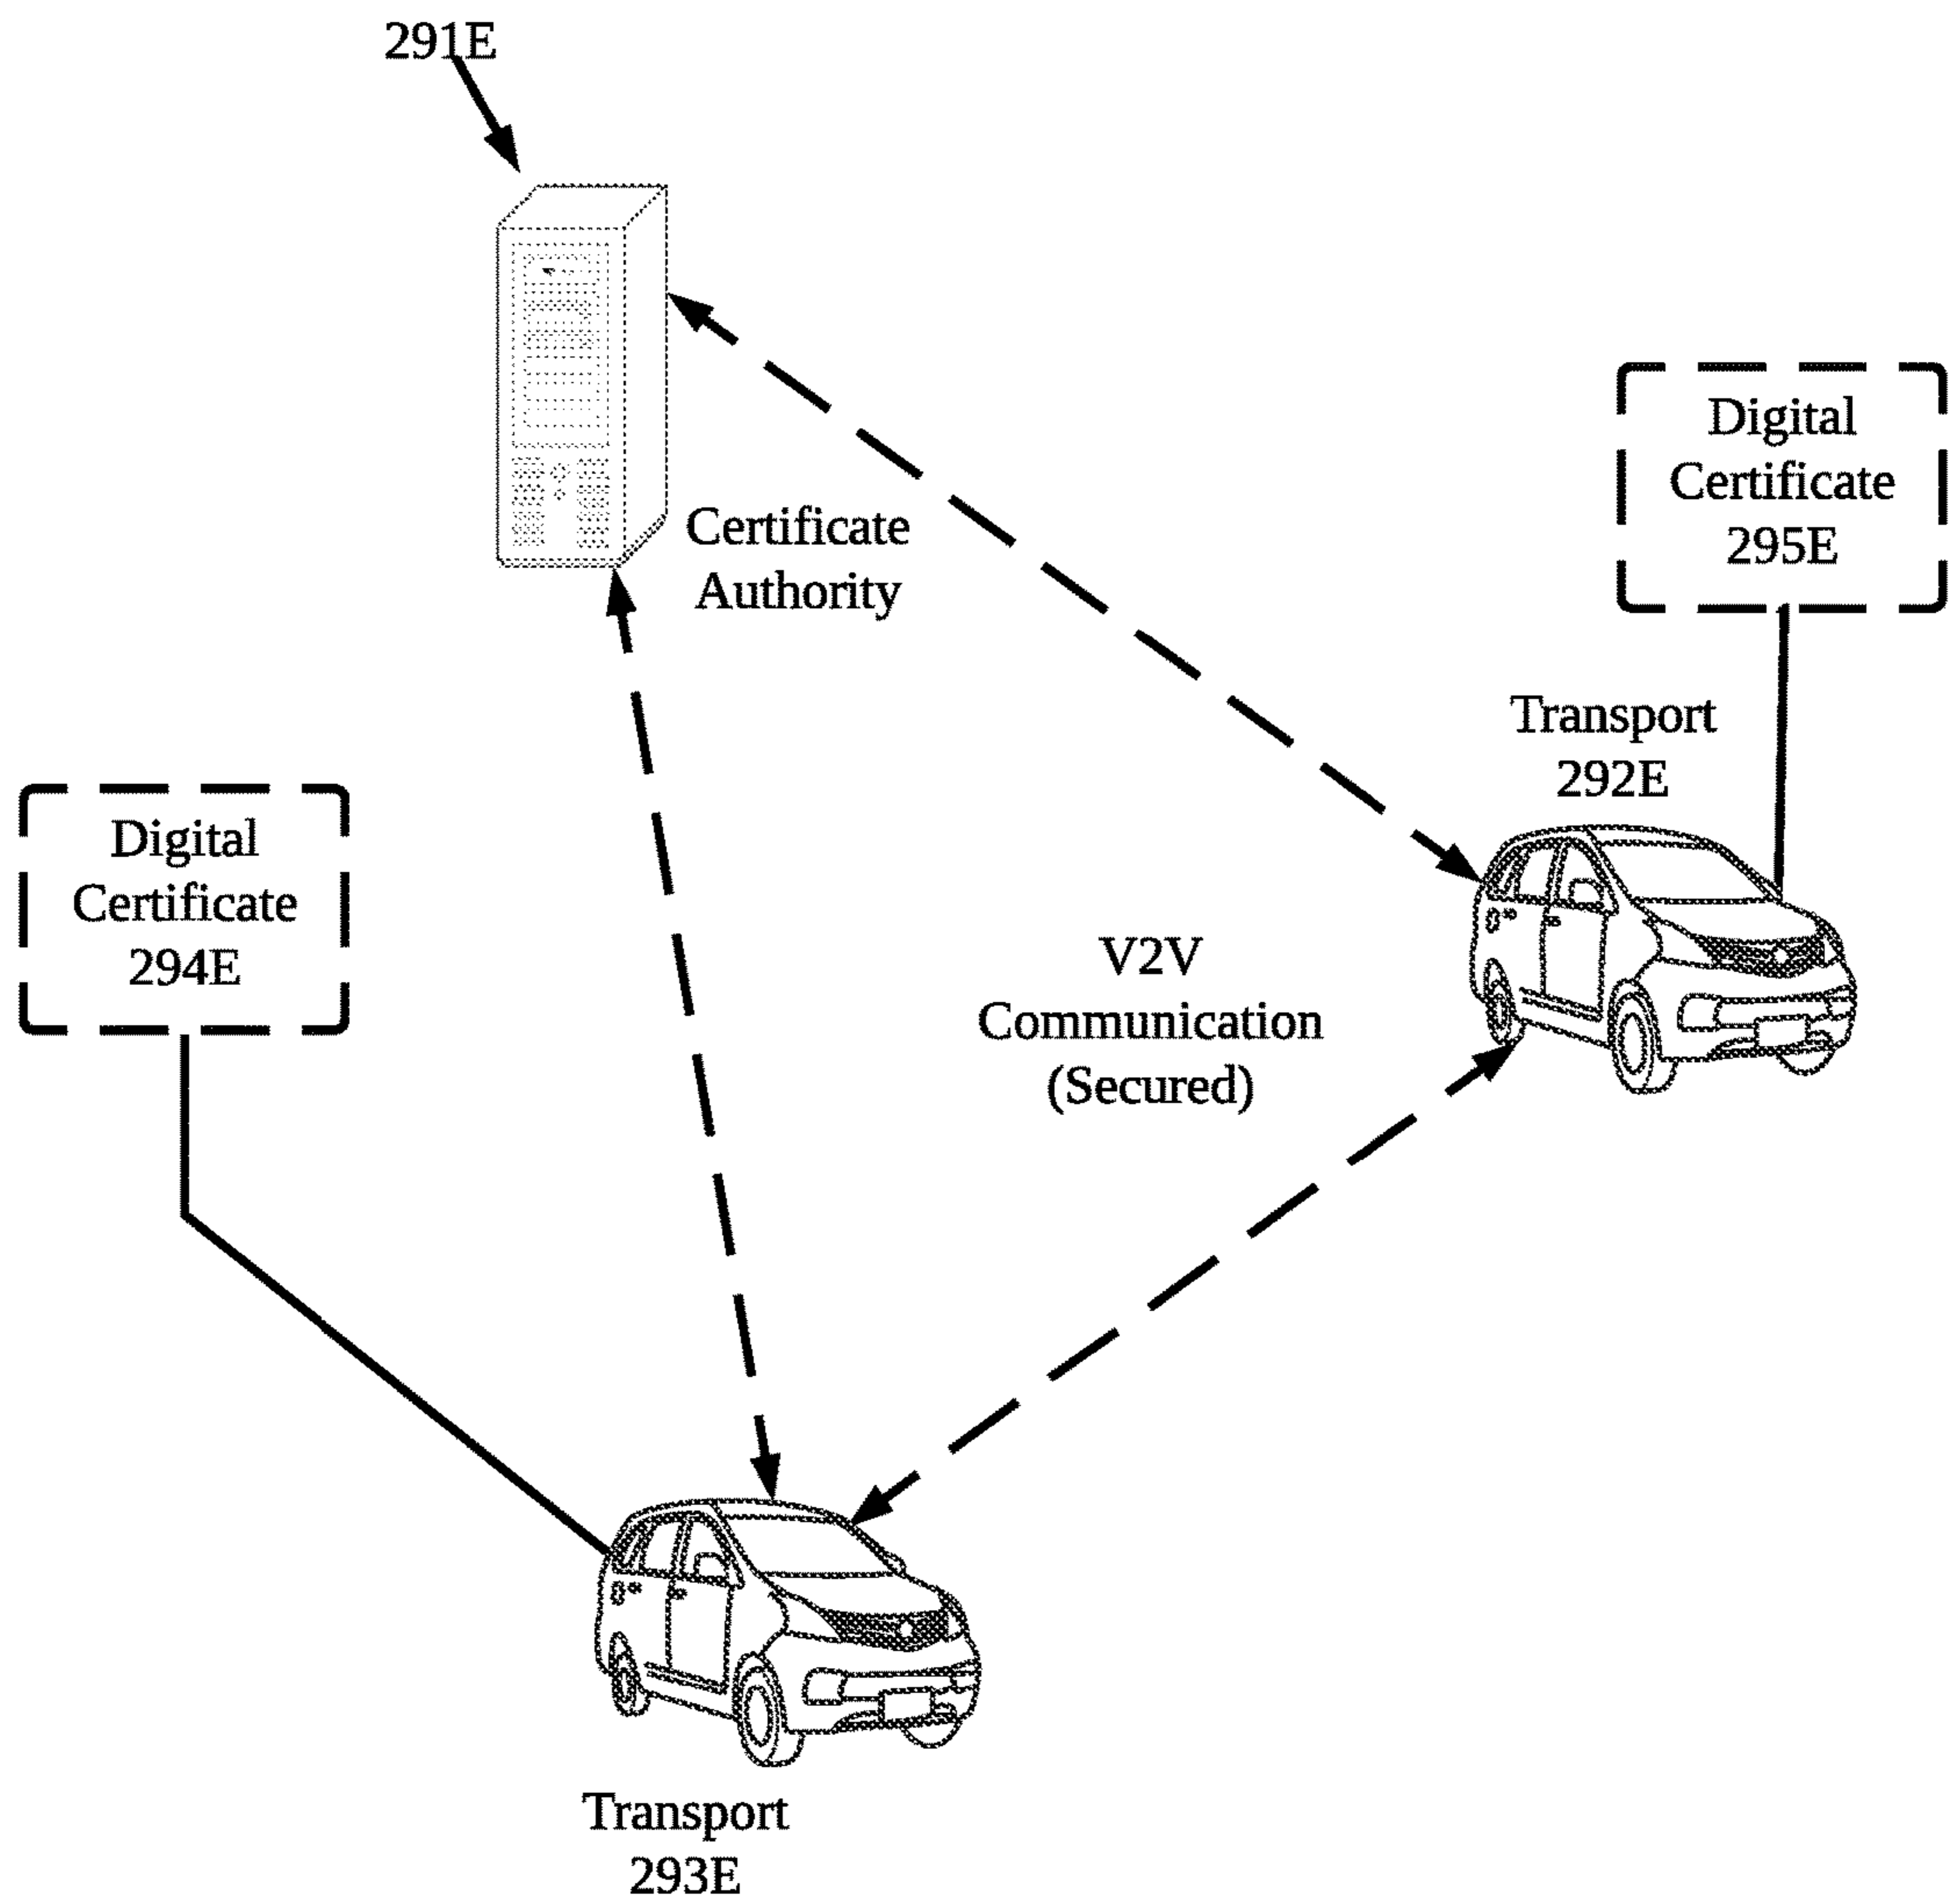 291E
Certificate
Authority
Digital
Certificate
295E
Transport
292E
Digital
Certificate
294E
V2V
Communication
(Secured)
Transport
293E